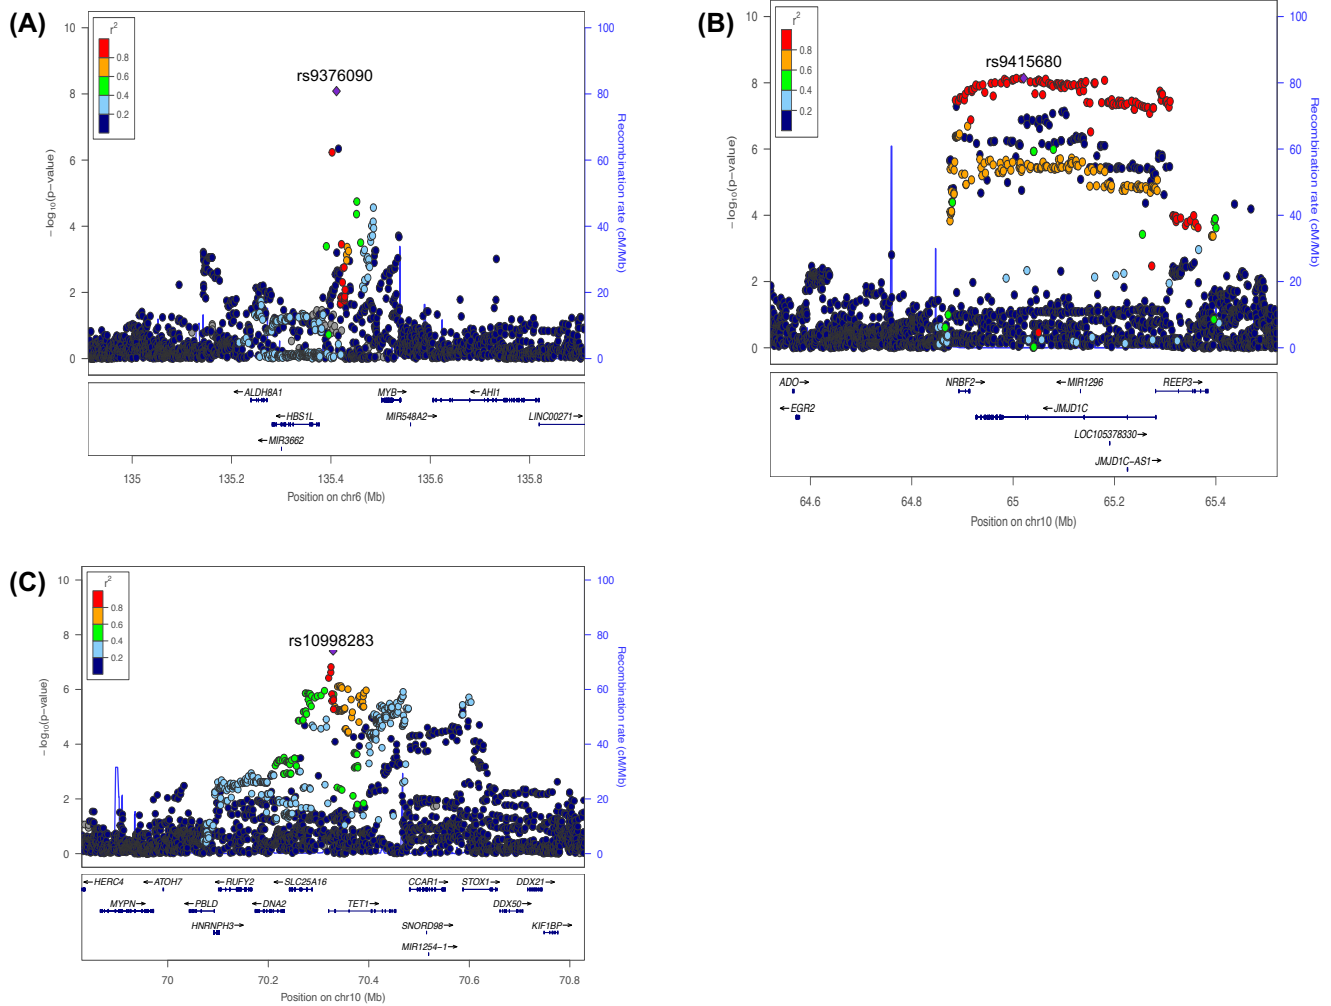 (A)
r2
0.8
0.6
0.4
0.2
rs9376090
10
8
6
4
2
0
− log10(p−value)
100
80
60
40
20
0
Recombination rate (cM/Mb)
←ALDH8A1
MYB→
←AHI1
←HBS1L
MIR548A2→
LINC00271→
←MIR3662
135
135.2
135.4
135.6
135.8
Position on chr6 (Mb)
(B)
r2
0.8
0.6
0.4
0.2
rs9415680
10
8
6
4
2
0
− log10(p−value)
100
80
60
40
20
0
Recombination rate (cM/Mb)
ADO→
NRBF2→
←MIR1296
REEP3→
←EGR2
←JMJD1C
LOC105378330→
JMJD1C−AS1→
64.6
64.8
65
65.2
65.4
Position on chr10 (Mb)
(C)
r2
0.8
0.6
0.4
0.2
rs10998283
10
8
6
4
2
0
− log10(p−value)
100
80
60
40
20
0
Recombination rate (cM/Mb)
←HERC4
←ATOH7
←RUFY2
←SLC25A16
CCAR1→
STOX1→
DDX21→
MYPN→
←PBLD
←DNA2
TET1→
DDX50→
HNRNPH3→
SNORD98→
KIF1BP→
MIR1254−1→
70
70.2
70.4
70.6
70.8
Position on chr10 (Mb)